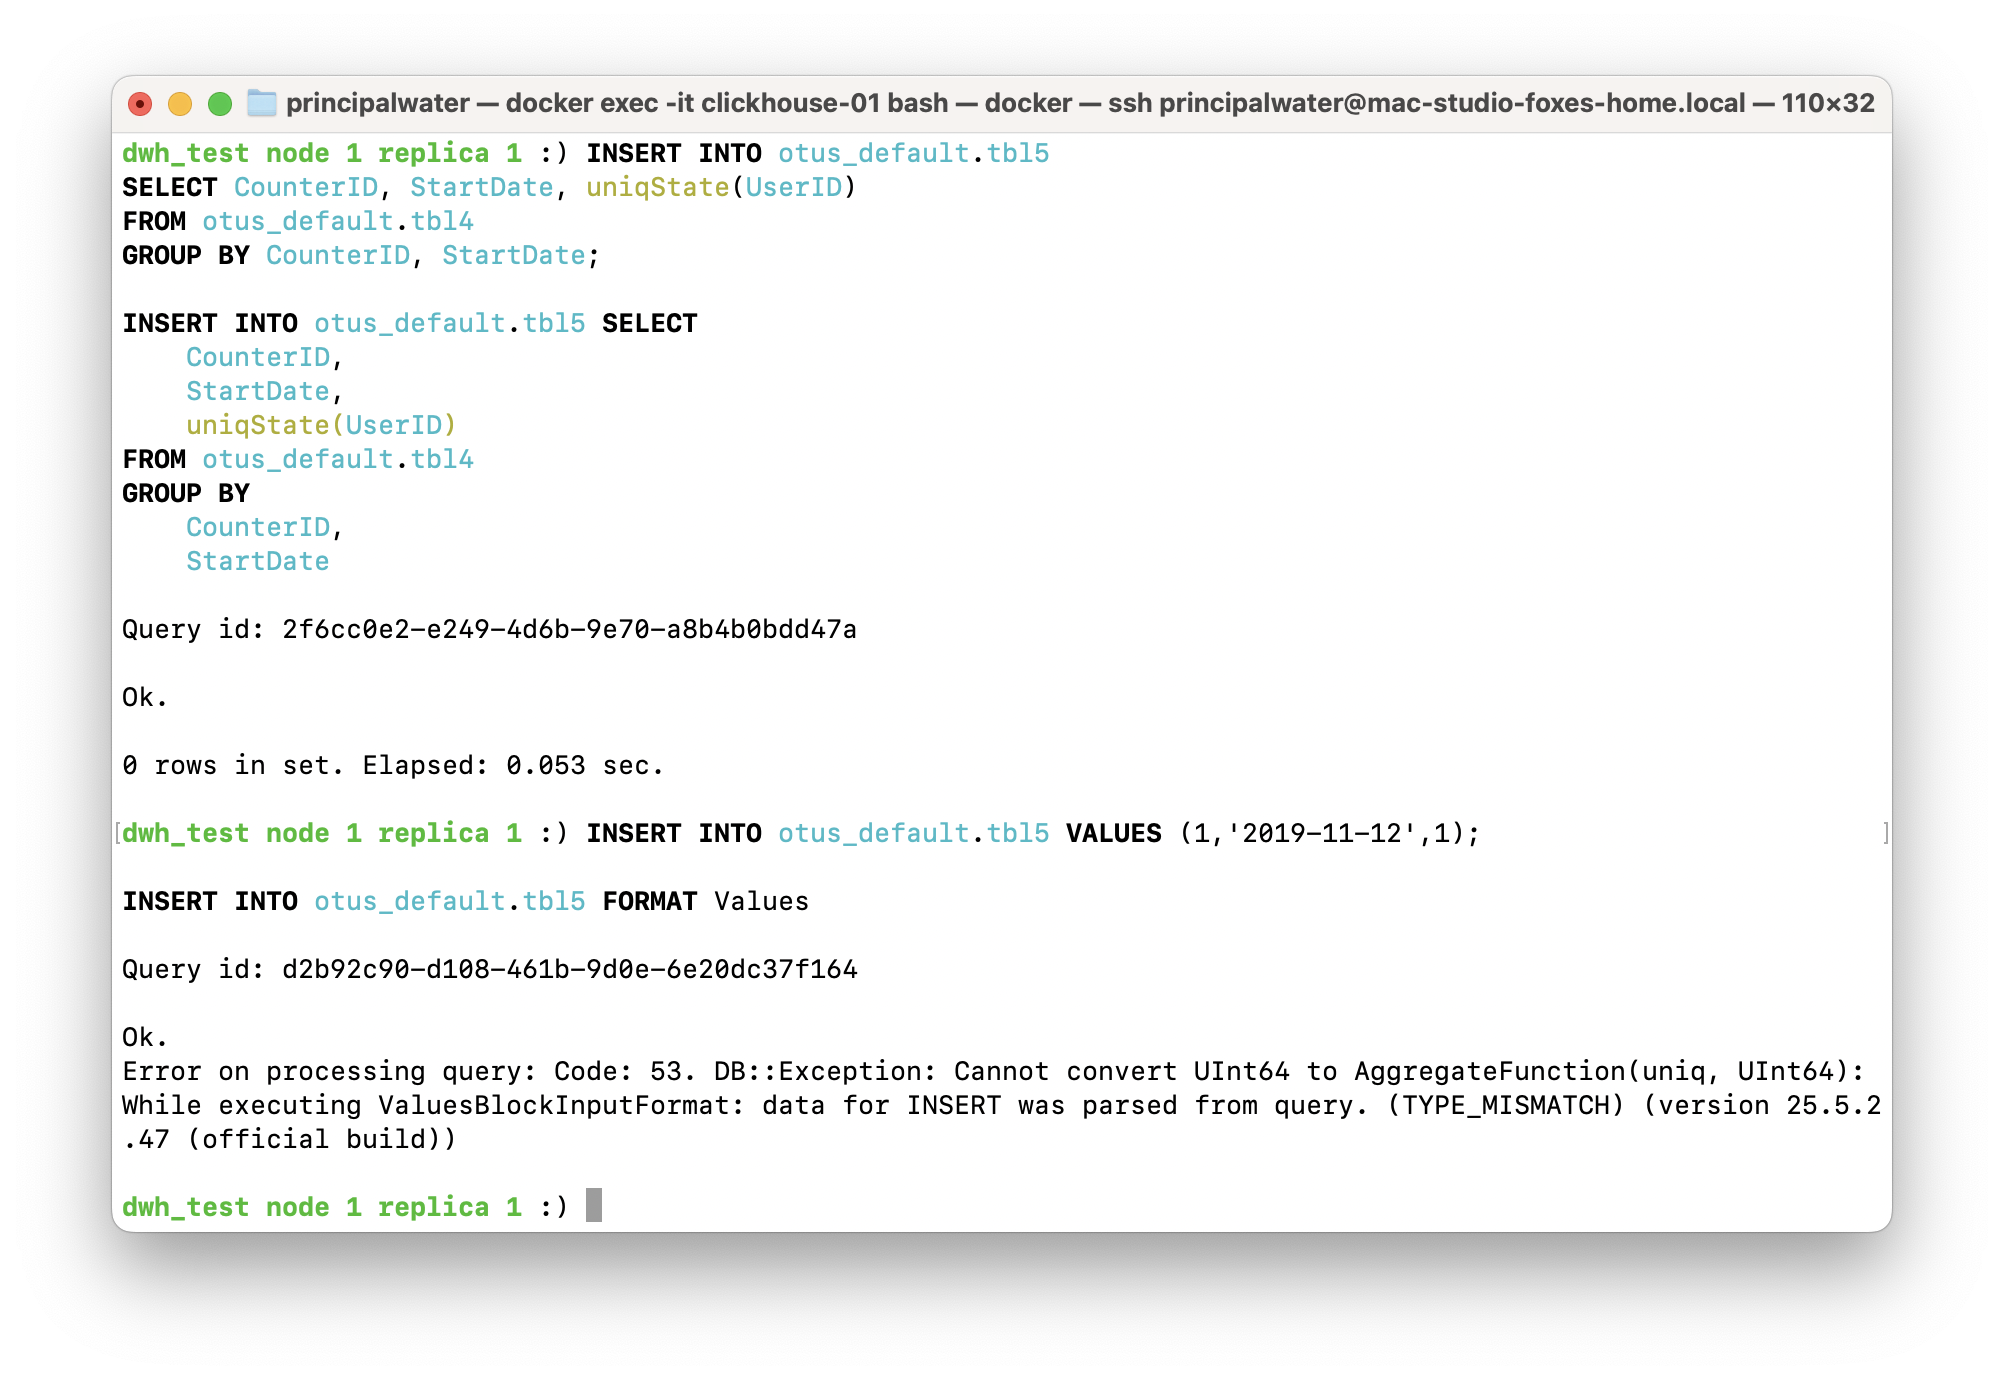 principalwater — docker exec -it clickhouse-01 bash — docker — ssh principalwater@mac-studio-foxes-home.local — 110×32
dwh_test node 1 replica 1 :) INSERT INTO otus_default.tbl5
SELECT CounterID, StartDate, uniqState(UserID)
FROM otus_default.tbl4
GROUP BY CounterID, StartDate;
INSERT INTO otus_default.tbl5 SELECT
    CounterID,
    StartDate,
    uniqState(UserID)
FROM otus_default.tbl4
GROUP BY
    CounterID,
    StartDate
Query id: 2f6cc0e2-e249-4d6b-9e70-a8b4b0bdd47a
Ok.
0 rows in set. Elapsed: 0.053 sec.
[dwh_test node 1 replica 1 :) INSERT INTO otus_default.tbl5 VALUES (1,'2019-11-12',1); ]
INSERT INTO otus_default.tbl5 FORMAT Values
Query id: d2b92c90-d108-461b-9d0e-6e20dc37f164
Ok.
Error on processing query: Code: 53. DB::Exception: Cannot convert UInt64 to AggregateFunction(uniq, UInt64):
While executing ValuesBlockInputFormat: data for INSERT was parsed from query. (TYPE_MISMATCH) (version 25.5.2
.47 (official build))
dwh_test node 1 replica 1 :)